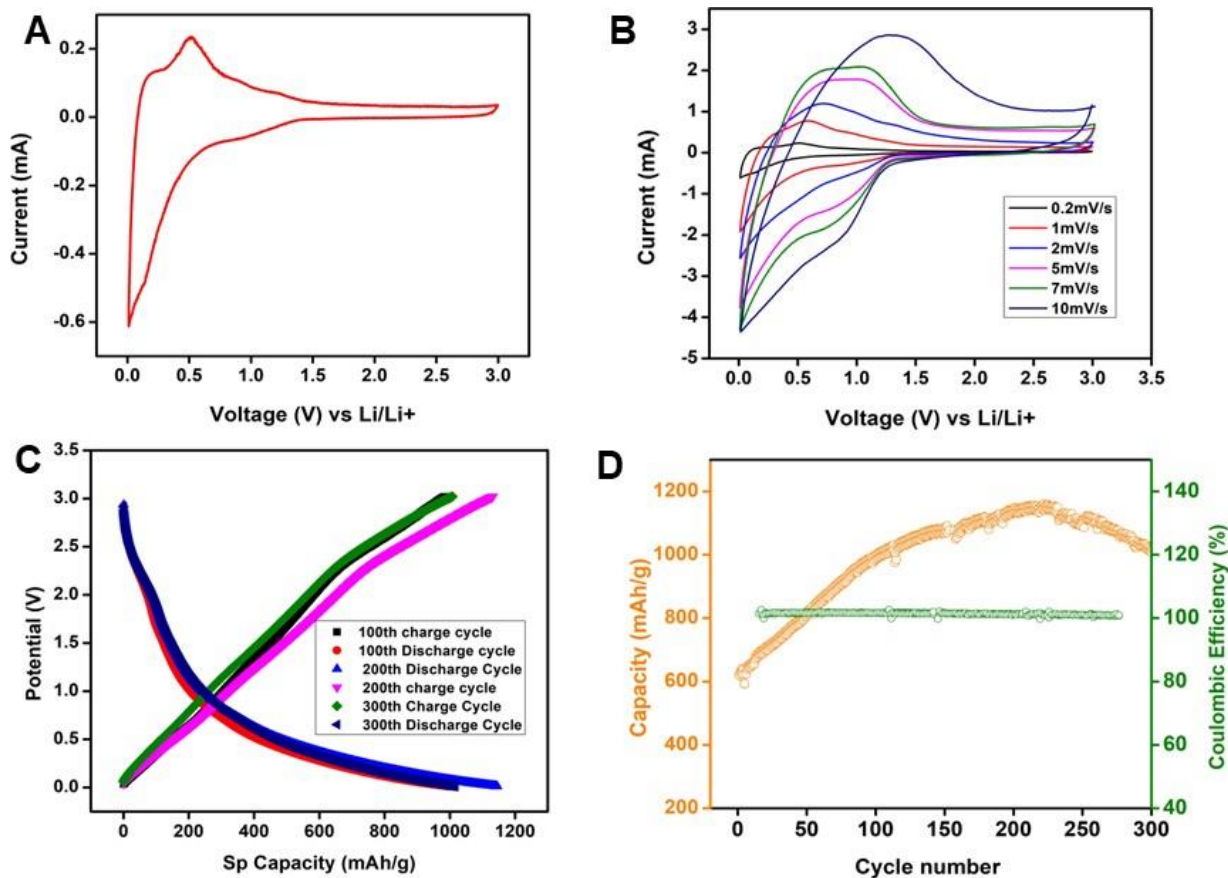 A
0.2
0.0
-0.2
-0.4
-0.6
Current (mA)
0.0 0.5 1.0 1.5 2.0 2.5 3.0
Voltage (V) vs Li/Li+
B
3
2
1
0
-1
-2
-3
-4
-5
Current (mA)
0.2mV/s
1mV/s
2mV/s
5mV/s
7mV/s
10mV/s
0.0 0.5 1.0 1.5 2.0 2.5 3.0 3.5
Voltage (V) vs Li/Li+
C
3.5
3.0
2.5
2.0
1.5
1.0
0.5
0.0
Potential (V)
100th charge cycle
100th Discharge cycle
200th Discharge Cycle
200th charge cycle
300th Charge Cycle
300th Discharge Cycle
0 200 400 600 800 1000 1200
Sp Capacity (mAh/g)
D
1200
1000
800
600
400
200
Capacity (mAh/g)
140
120
100
80
60
40
Coulombic Efficiency (%)
0 50 100 150 200 250 300
Cycle number